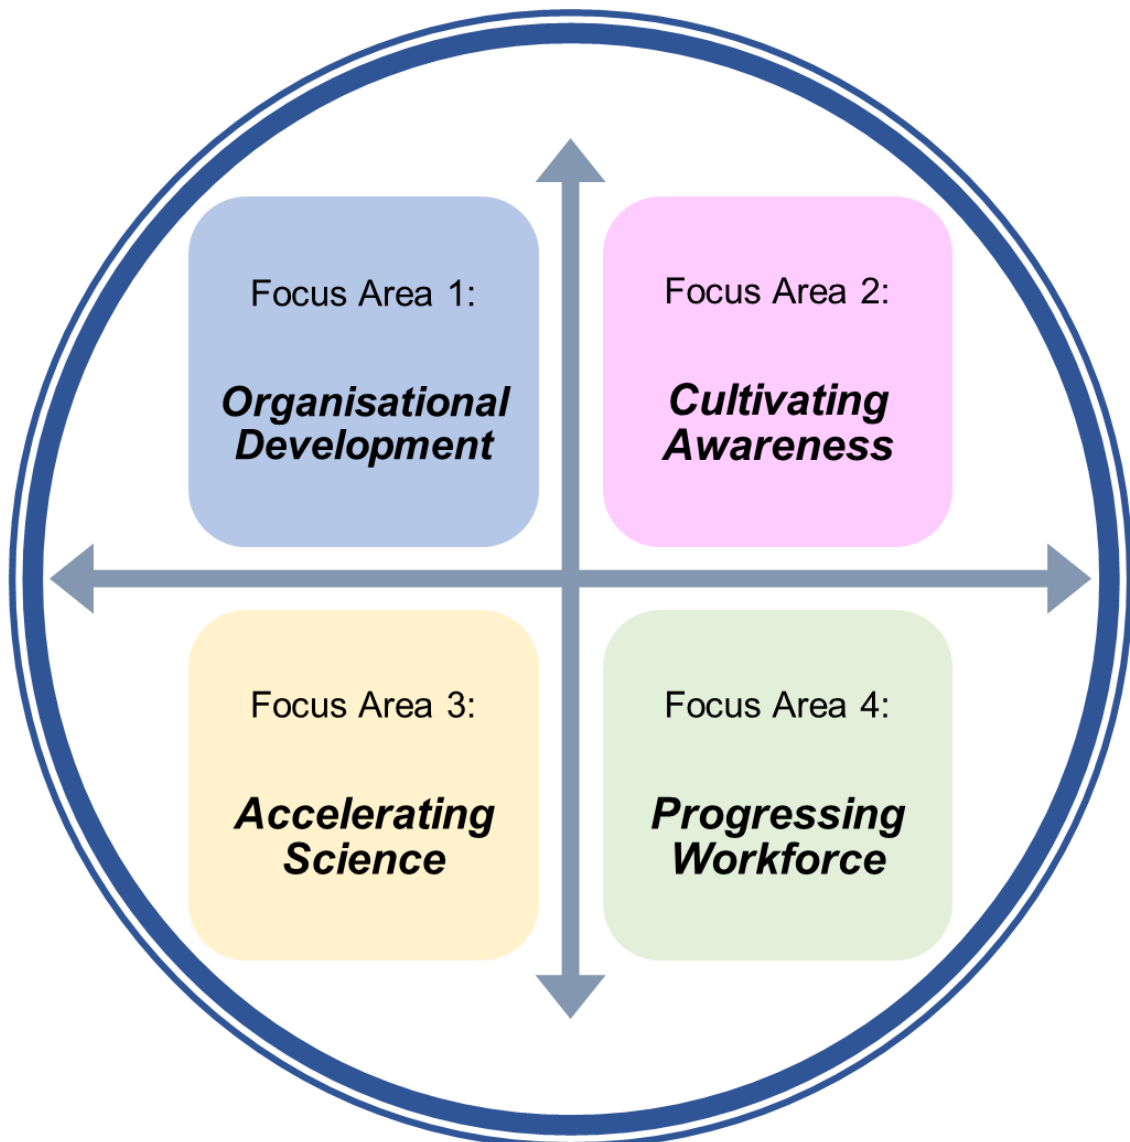 Focus Area 1:
Organisational
Development
Focus Area 2:
Cultivating
Awareness
Focus Area 3:
Accelerating
Science
Focus Area 4:
Progressing
Workforce